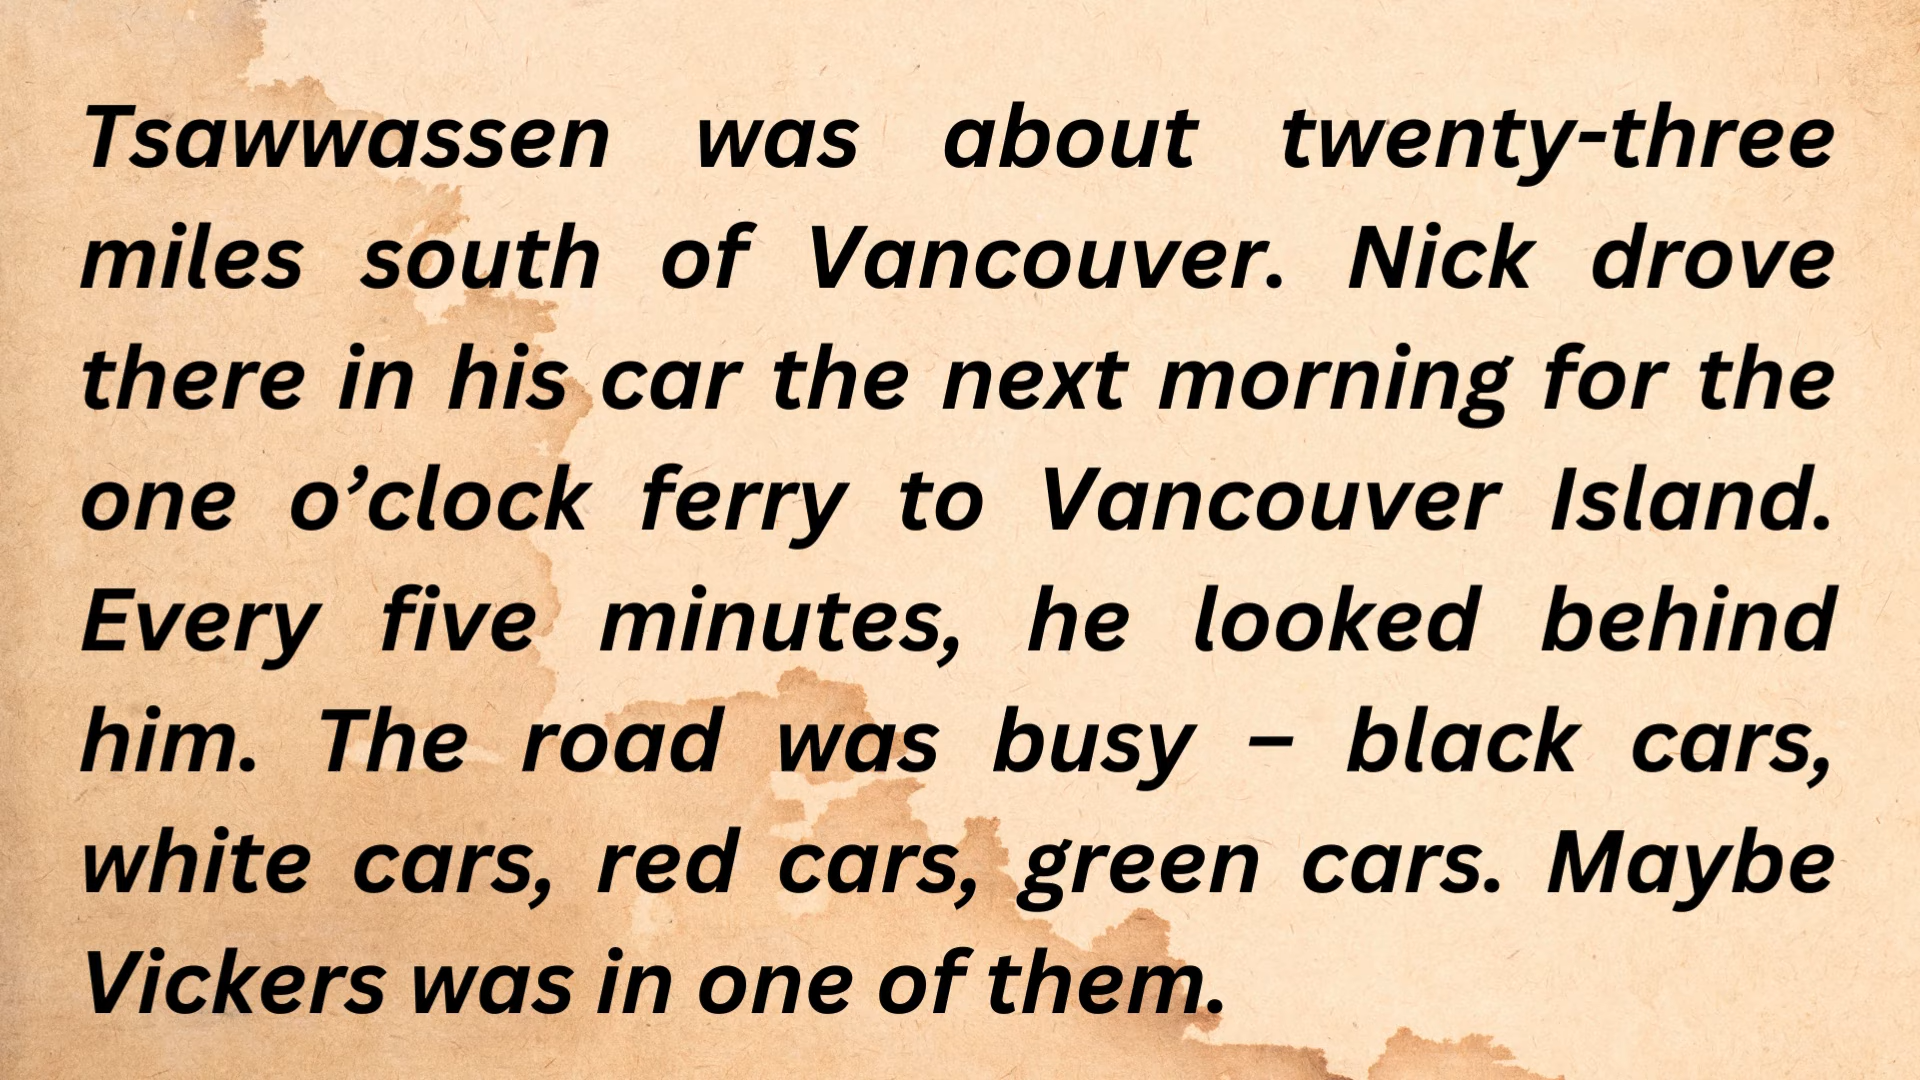 Tsawwassen was about twenty-three
miles south of Vancouver. Nick drove
there in his car the next morning for the
one o’clock ferry to Vancouver Island.
Every five minutes, he looked behind
him. The road was busy – black cars,
white cars, red cars, green cars. Maybe
Vickers was in one of them.